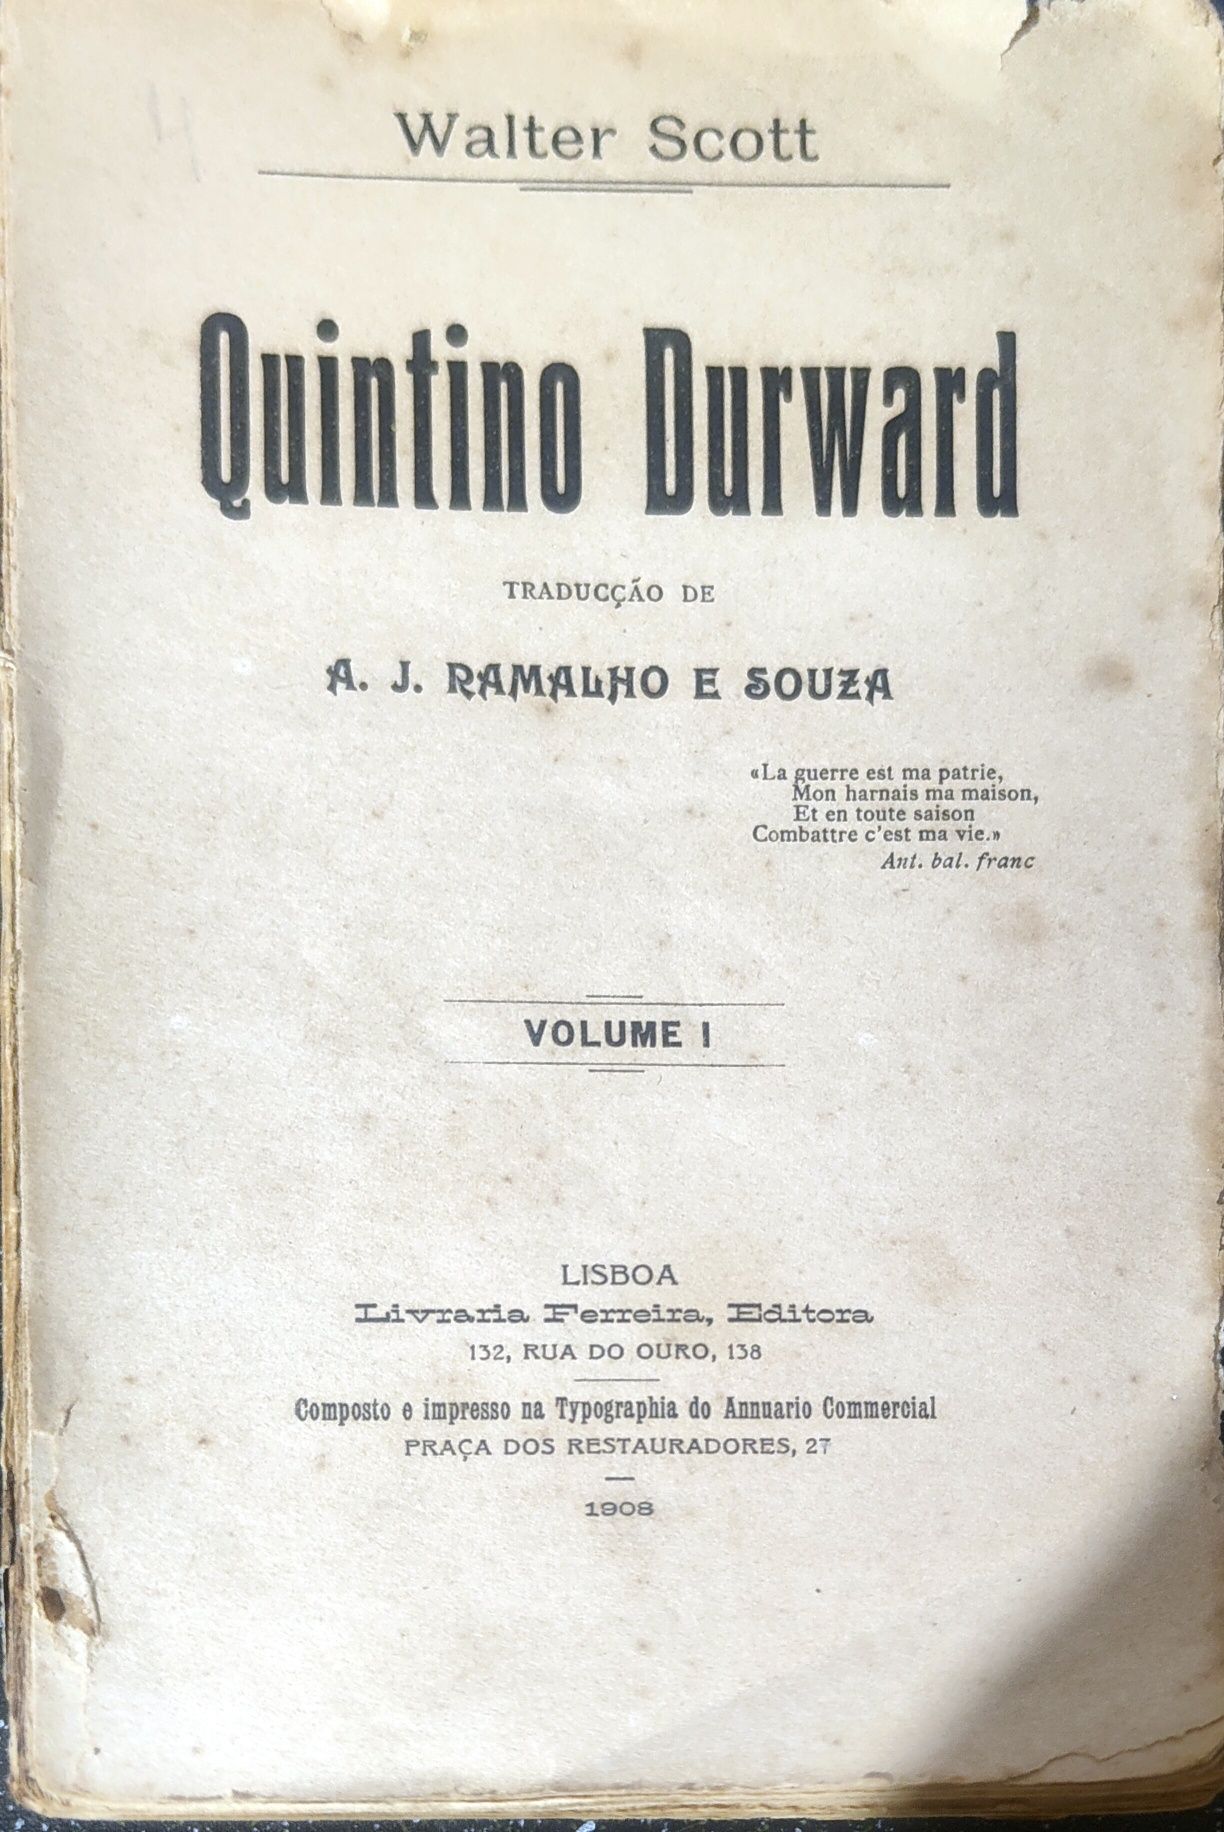 Walter Scott
Quintino Durward
TRADUCÇÃO DE
A. J. RAMALHO E SOUZA
«La guerre est ma patrie,
Mon harnais ma maison,
Et en toute saison
Combattre c'est ma vie.»
Ant. bal. franc
VOLUME I
LISBOA
Livraria Ferreira, Editora
132, RUA DO OURO, 138
Composto e impresso na Typographia do Annuario Commercial
PRAÇA DOS RESTAURADORES, 27
1908